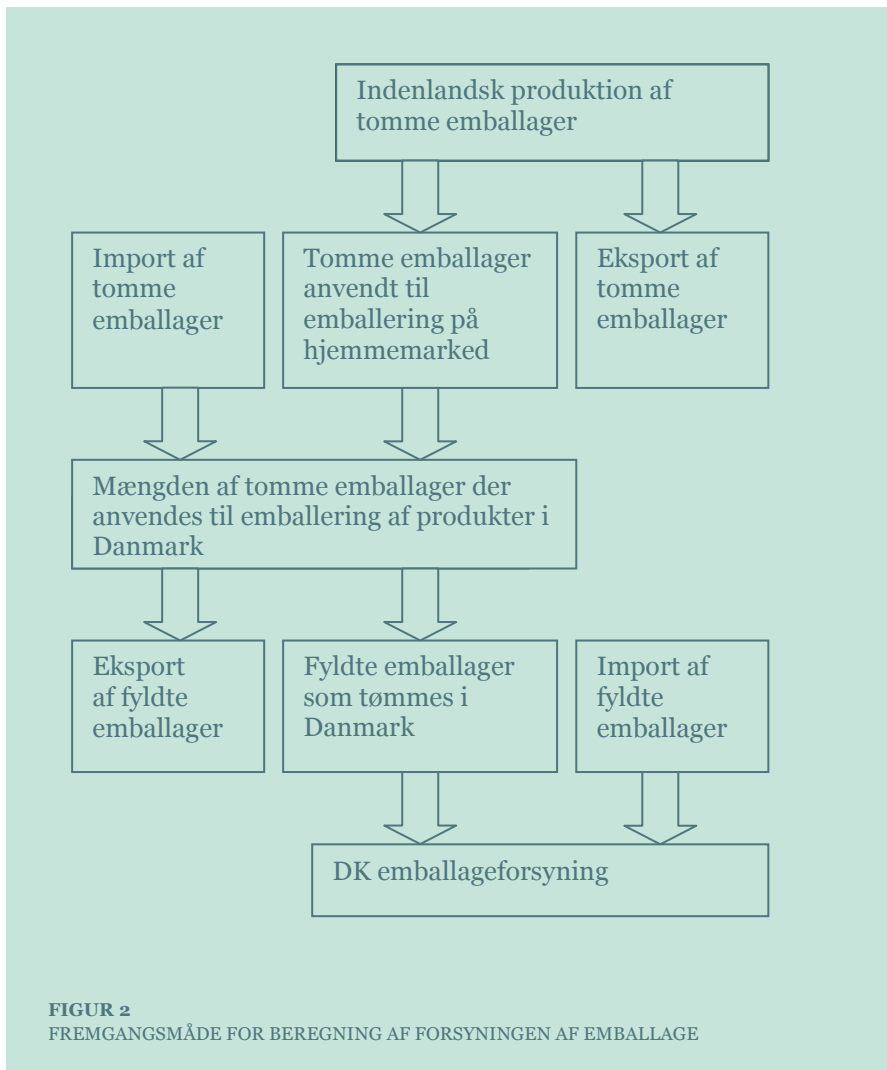 Indenlandsk produktion af
tomme emballager
Import af
tomme
emballager
Tomme emballager
anvendt til
emballering på
hjemmemarked
Eksport af
tomme
emballager
Mængden af tomme emballager der
anvendes til emballering af produkter i
Danmark
Eksport
af fyldte
emballager
Fyldte emballager
som tømmes i
Danmark
Import af
fyldte
emballager
DK emballageforsyning
FIGUR 2
FREMGANGSMÅDE FOR BEREGNING AF FORSYNINGEN AF EMBALLAGE